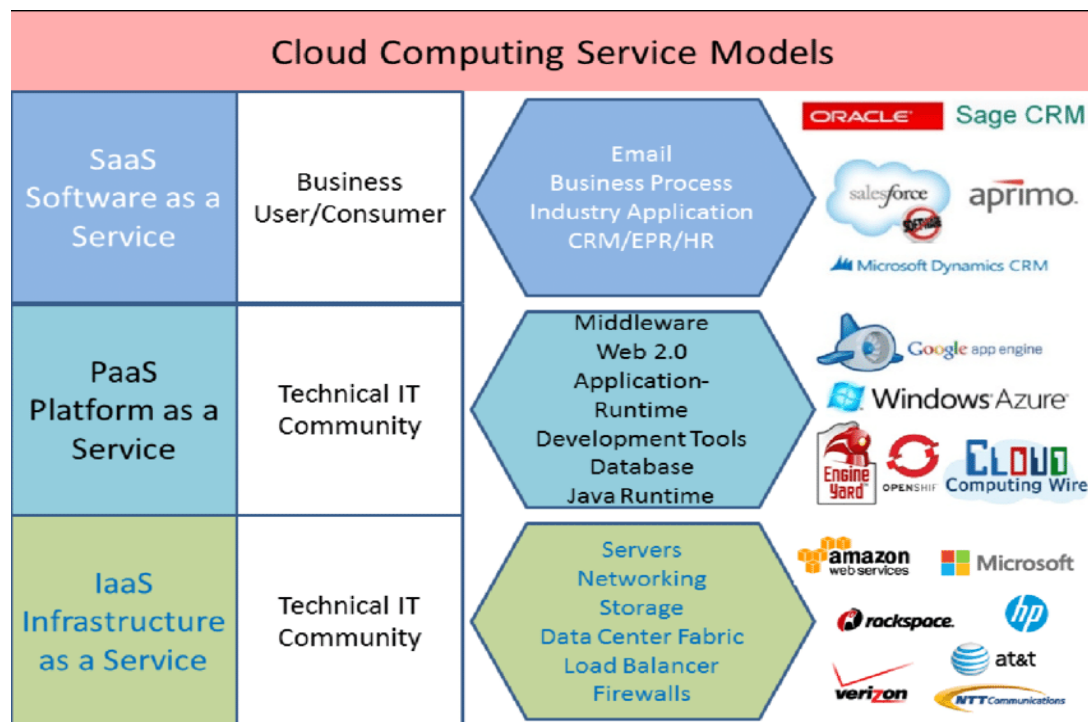 Cloud Computing Service Models
SaaS
Software as a
Service
Business
User/Consumer
Email
Business Process
Industry Application
CRM/EPR/HR
ORACLE
Sage CRM
salesforce
aprimo.
Microsoft Dynamics CRM
PaaS
Platform as a
Service
Technical IT
Community
Middleware
Web 2.0
Application-
Runtime
Development Tools
Database
Java Runtime
Google app engine
Windows Azure
Engine
Yard
OPENSHIF
CLOUD
Computing Wire
IaaS
Infrastructure
as a Service
Technical IT
Community
Servers
Networking
Storage
Data Center Fabric
Load Balancer
Firewalls
amazon
web services
Microsoft
rackspace.
hp
at&t
verizon
NTT Communications